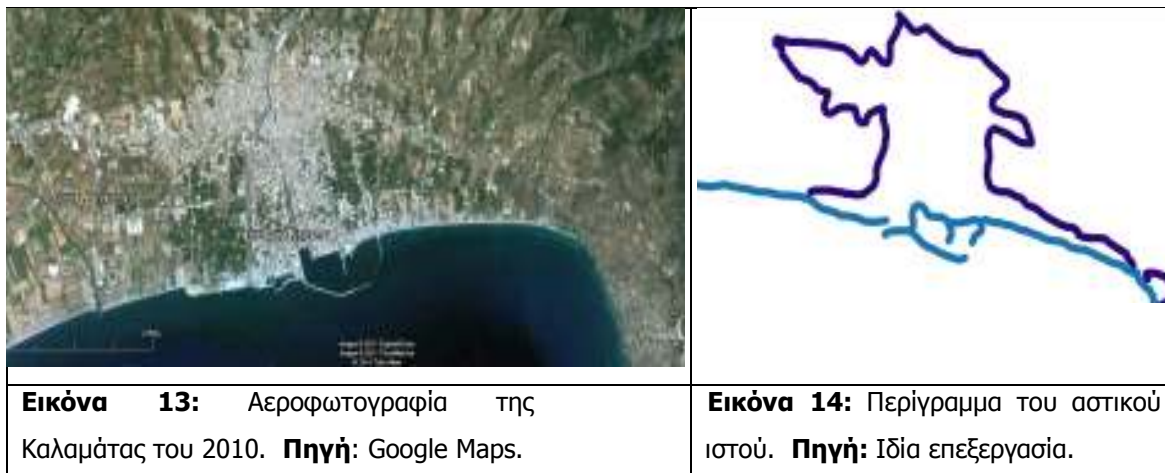 Εικόνα 13: Αεροφωτογραφία της
Καλαμάτας του 2010. Πηγή: Google Maps.
Εικόνα 14: Περίγραμμα του αστικού
ιστού. Πηγή: Ιδία επεξεργασία.